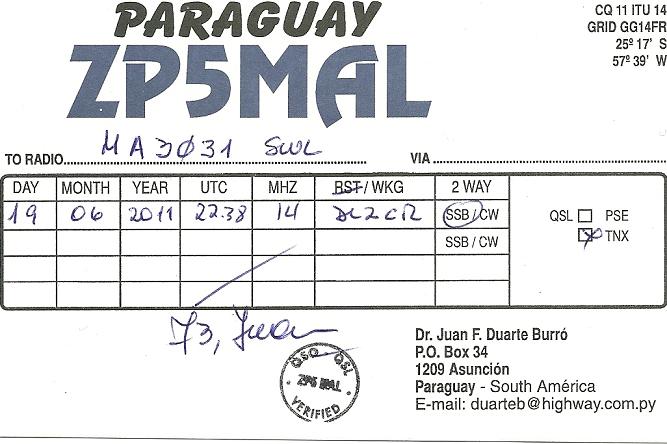 PARAGUAY
ZP5MAL
CQ 11 ITU 14
GRID GG14FR
25º 17' S
57º 39' W
TO RADIO MA3Ø31 SWL VIA
DAY MONTH YEAR UTC MHZ RST / WKG 2 WAY
19 06 2011 22:38 14 SSB / CW
SSB / CW
QSL PSE
TNX
73, Juan
QSO QSL
ZP5 MAL
VERIFIED
Dr. Juan F. Duarte Burró
P.O. Box 34
1209 Asunción
Paraguay - South América
E-mail: duarteb@highway.com.py